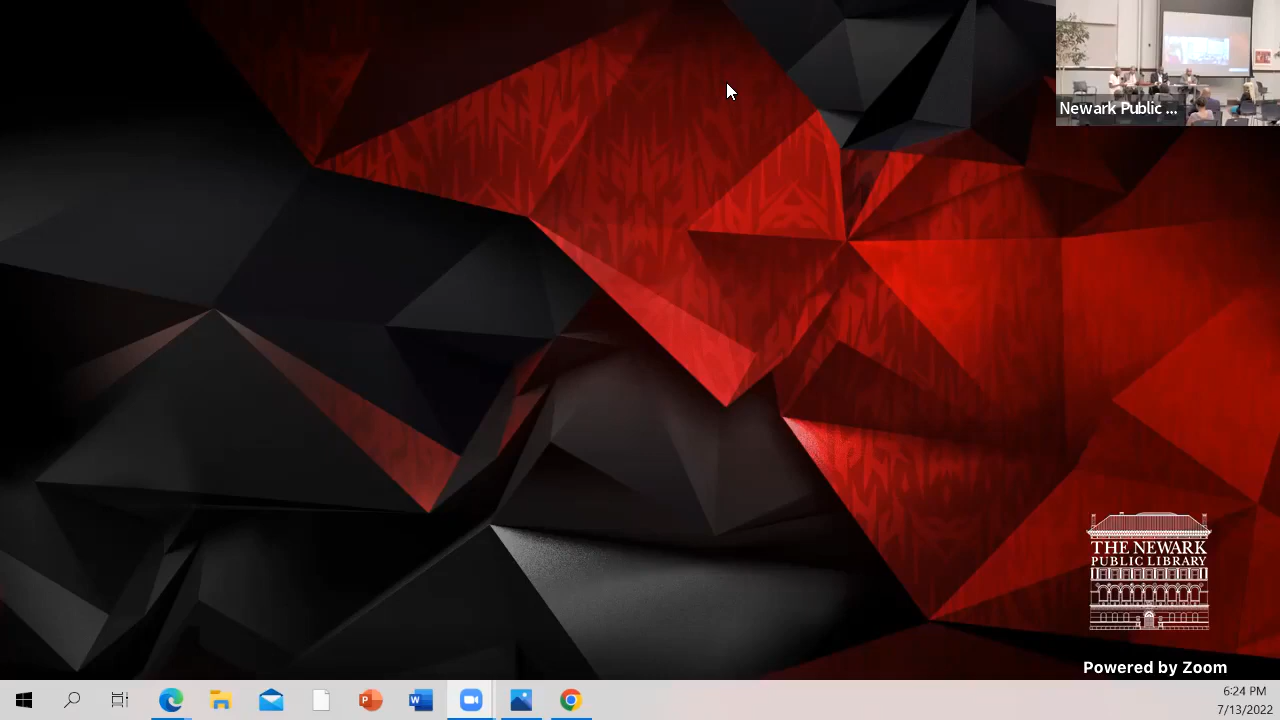 Newark Public ...
THE NEWARK
PUBLIC LIBRARY
Powered by Zoom
6:24 PM
7/13/2022